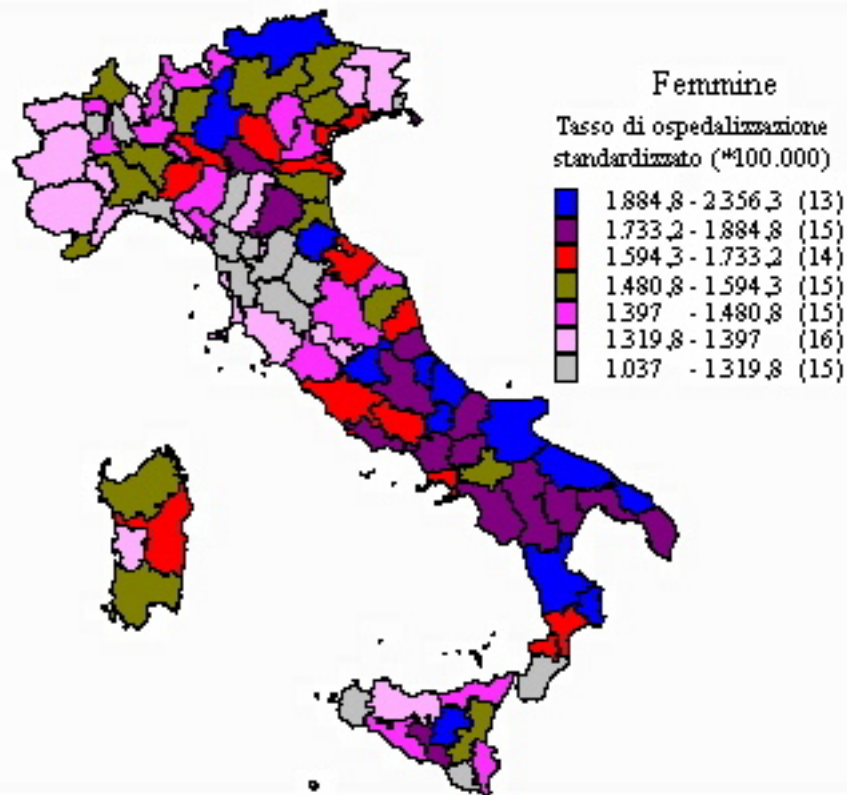 Femmine
Tasso di ospedalizzazione
standardizzato (*100.000)
1.884,8 - 2.356,3 (13)
1.733,2 - 1.884,8 (15)
1.594,3 - 1.733,2 (14)
1.480,8 - 1.594,3 (15)
1.397 - 1.480,8 (15)
1.319,8 - 1.397 (16)
1.037 - 1.319,8 (15)